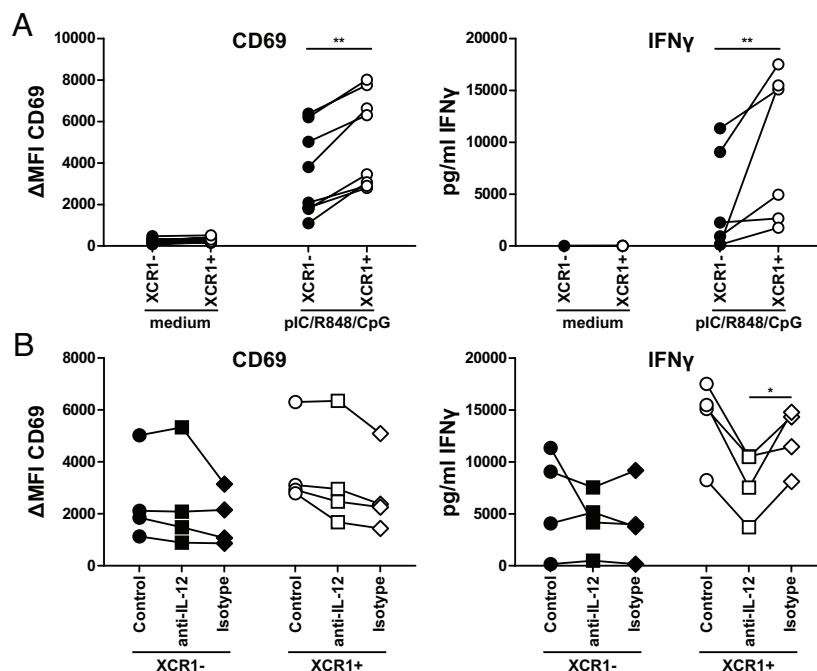 A
CD69
**
ΔMFI CD69
10000
8000
6000
4000
2000
0
XCR1-
XCR1+
XCR1-
XCR1+
medium
pIC/R848/CpG
IFNγ
**
pg/ml IFNγ
20000
15000
10000
5000
0
XCR1-
XCR1+
XCR1-
XCR1+
medium
pIC/R848/CpG
B
CD69
ΔMFI CD69
8000
6000
4000
2000
0
Control
anti-IL-12
Isotype
Control
anti-IL-12
Isotype
XCR1-
XCR1+
IFNγ
*
pg/ml IFNγ
20000
15000
10000
5000
0
Control
anti-IL-12
Isotype
Control
anti-IL-12
Isotype
XCR1-
XCR1+